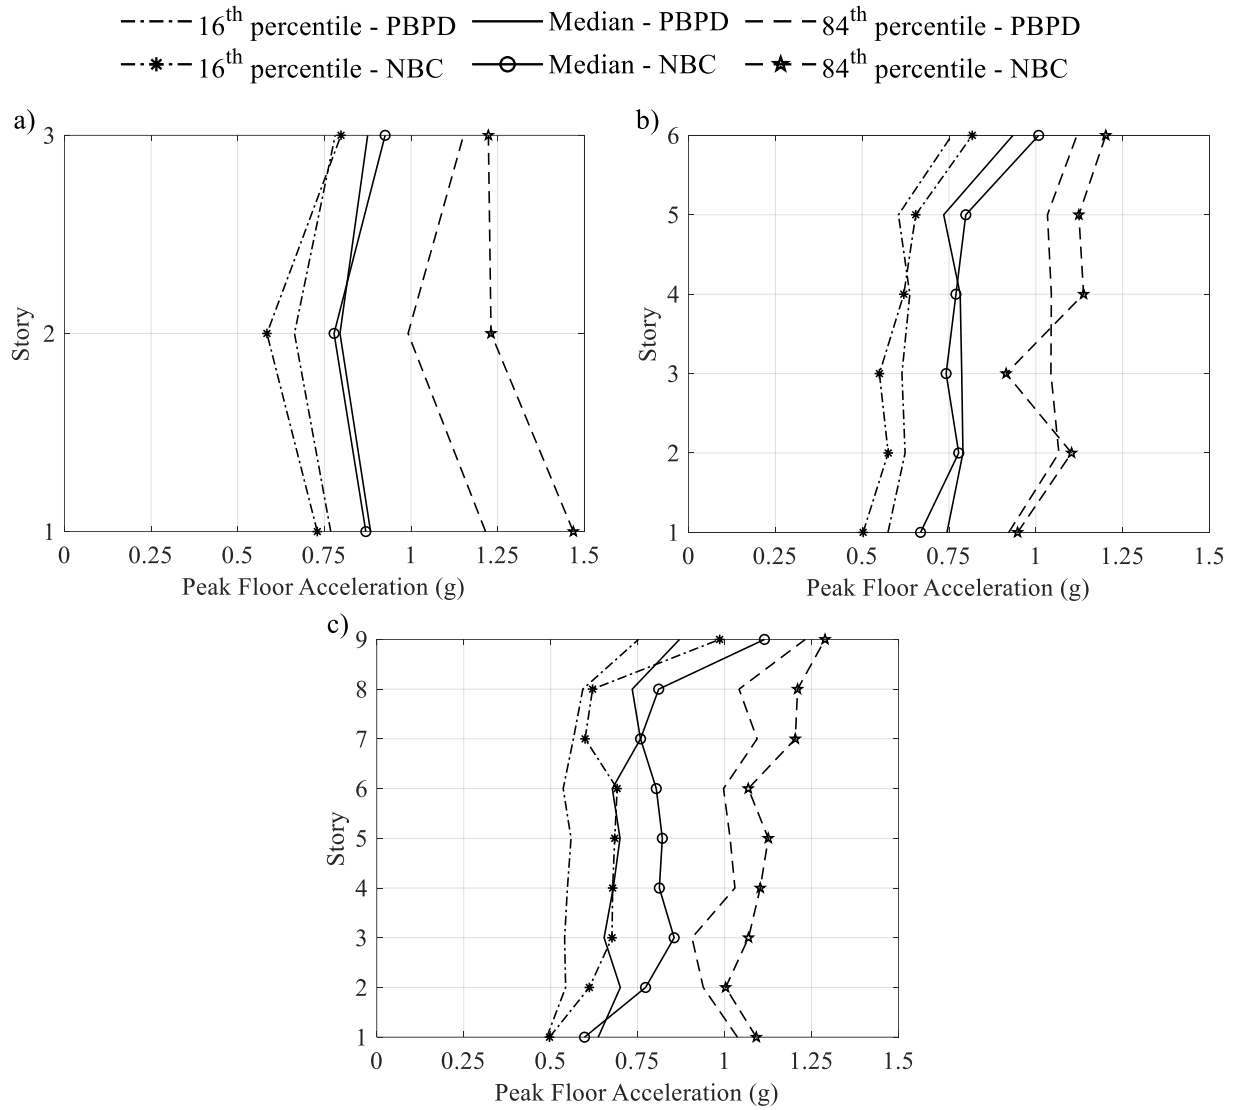 16th percentile - PBPD Median - PBPD 84th percentile - PBPD
16th percentile - NBC Median - NBC 84th percentile - NBC
a)
3
2
1
Story
0 0.25 0.5 0.75 1 1.25 1.5
Peak Floor Acceleration (g)
b)
6
5
4
3
2
1
Story
0 0.25 0.5 0.75 1 1.25 1.5
Peak Floor Acceleration (g)
c)
9
8
7
6
5
4
3
2
1
Story
0 0.25 0.5 0.75 1 1.25 1.5
Peak Floor Acceleration (g)